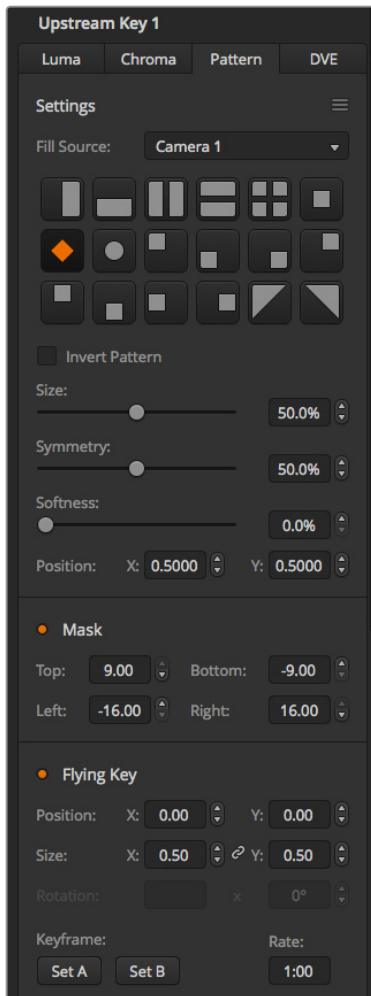 Upstream Key 1
Luma Chroma Pattern DVE
Settings
Fill Source: Camera 1
Invert Pattern
Size:
50.0%
Symmetry:
50.0%
Softness:
0.0%
Position: X: 0.5000 Y: 0.5000
Mask
Top: 9.00 Bottom: -9.00
Left: -16.00 Right: 16.00
Flying Key
Position: X: 0.00 Y: 0.00
Size: X: 0.50 Y: 0.50
Rotation: x 0°
Keyframe: Rate:
Set A Set B 1:00